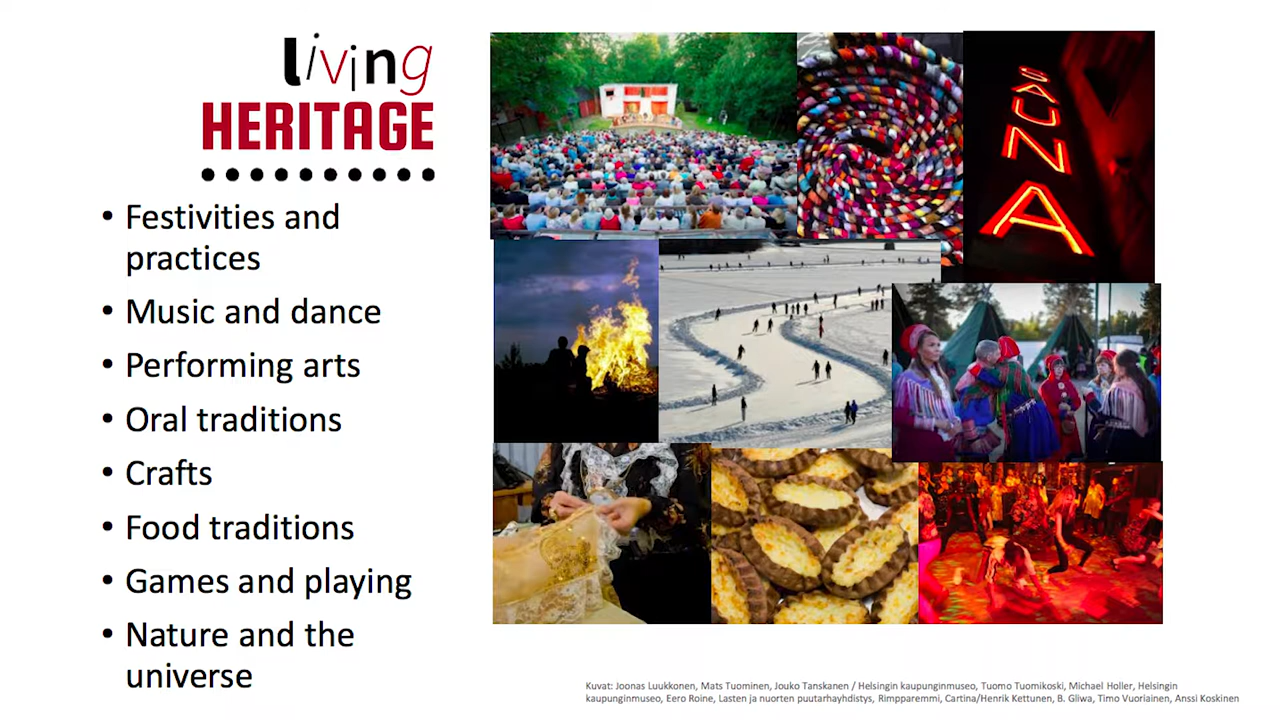 living
HERITAGE
• Festivities and
practices
• Music and dance
• Performing arts
• Oral traditions
• Crafts
• Food traditions
• Games and playing
• Nature and the
universe
SAUNA
Kuvat: Joonas Luukkonen, Mats Tuominen, Jouko Tanskanen / Helsingin kaupunginmuseo, Tuomo Tuomikoski, Michael Holler, Helsingin
kaupunginmuseo, Eero Roine, Lasten ja nuorten puutarhayhdistys, Rimpparemmi, Cartina/Henrik Kettunen, B. Gliwa, Timo Vuoriainen, Anssi Koskinen